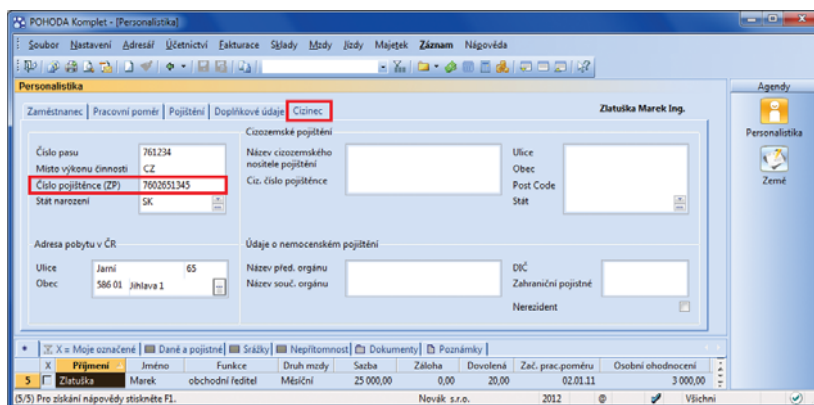 POHODA Komplet - [Personalistika]
Soubor Nastavení Adresář Účetnictví Fakturace Sklady Mzdy Jízdy Majetek Záznam Nápověda
Personalistika
Agendy
Zaměstnanec Pracovní poměr Pojištění Doplňkové údaje Cizinec
Zlatuška Marek Ing.
Personalistika
Země
Cizozemské pojištění
Číslo pasu 761234
Název cizozemského
nositele pojištění
Ulice
Místo výkonu činnosti CZ
Obec
Číslo pojištěnce (ZP) 7602651345
Ciz. číslo pojištěnce
Post Code
Stát narození SK
Stát
Adresa pobytu v ČR
Údaje o nemocenském pojištění
Ulice Jarní 65
Název před. orgánu
DIČ
Obec 586 01 Jihlava 1
Název souč. orgánu
Zahraniční pojistné
Nerezident
* X = Moje označené Daně a pojistné Srážky Nepřítomnost Dokumenty Poznámky
X Příjmení Jméno Funkce Druh mzdy Sazba Záloha Dovolená Zač. prac.poměru Osobní ohodnocení
5 Zlatuška Marek obchodní ředitel Měsíční 25 000,00 0,00 20,00 02.01.11 3 000,00
(5/5) Pro získání nápovědy stiskněte F1. Novák s.r.o. 2012 @ Všichni